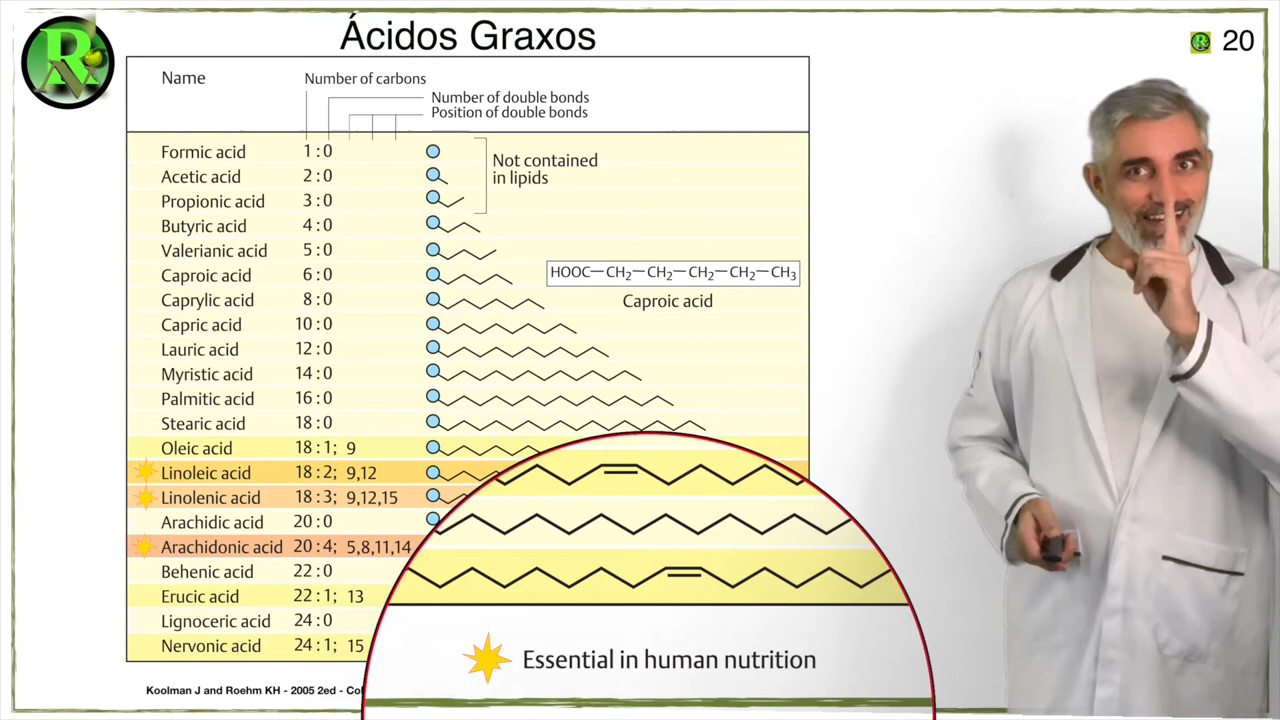 Ácidos Graxos
RV
20
Name
Number of carbons
Number of double bonds
Position of double bonds
Formic acid 1:0
Acetic acid 2:0
Propionic acid 3:0
Not contained
in lipids
Butyric acid 4:0
Valerianic acid 5:0
Caproic acid 6:0
HOOC—CH₂—CH₂—CH₂—CH₂—CH₃
Caproic acid
Caprylic acid 8:0
Capric acid 10:0
Lauric acid 12:0
Myristic acid 14:0
Palmitic acid 16:0
Stearic acid 18:0
Oleic acid 18:1; 9
Linoleic acid 18:2; 9,12
Linolenic acid 18:3; 9,12,15
Arachidic acid 20:0
Arachidonic acid 20:4; 5,8,11,14
Behenic acid 22:0
Erucic acid 22:1; 13
Lignoceric acid 24:0
Nervonic acid 24:1; 15
Essential in human nutrition
Koolman J and Roehm KH - 2005 2ed -